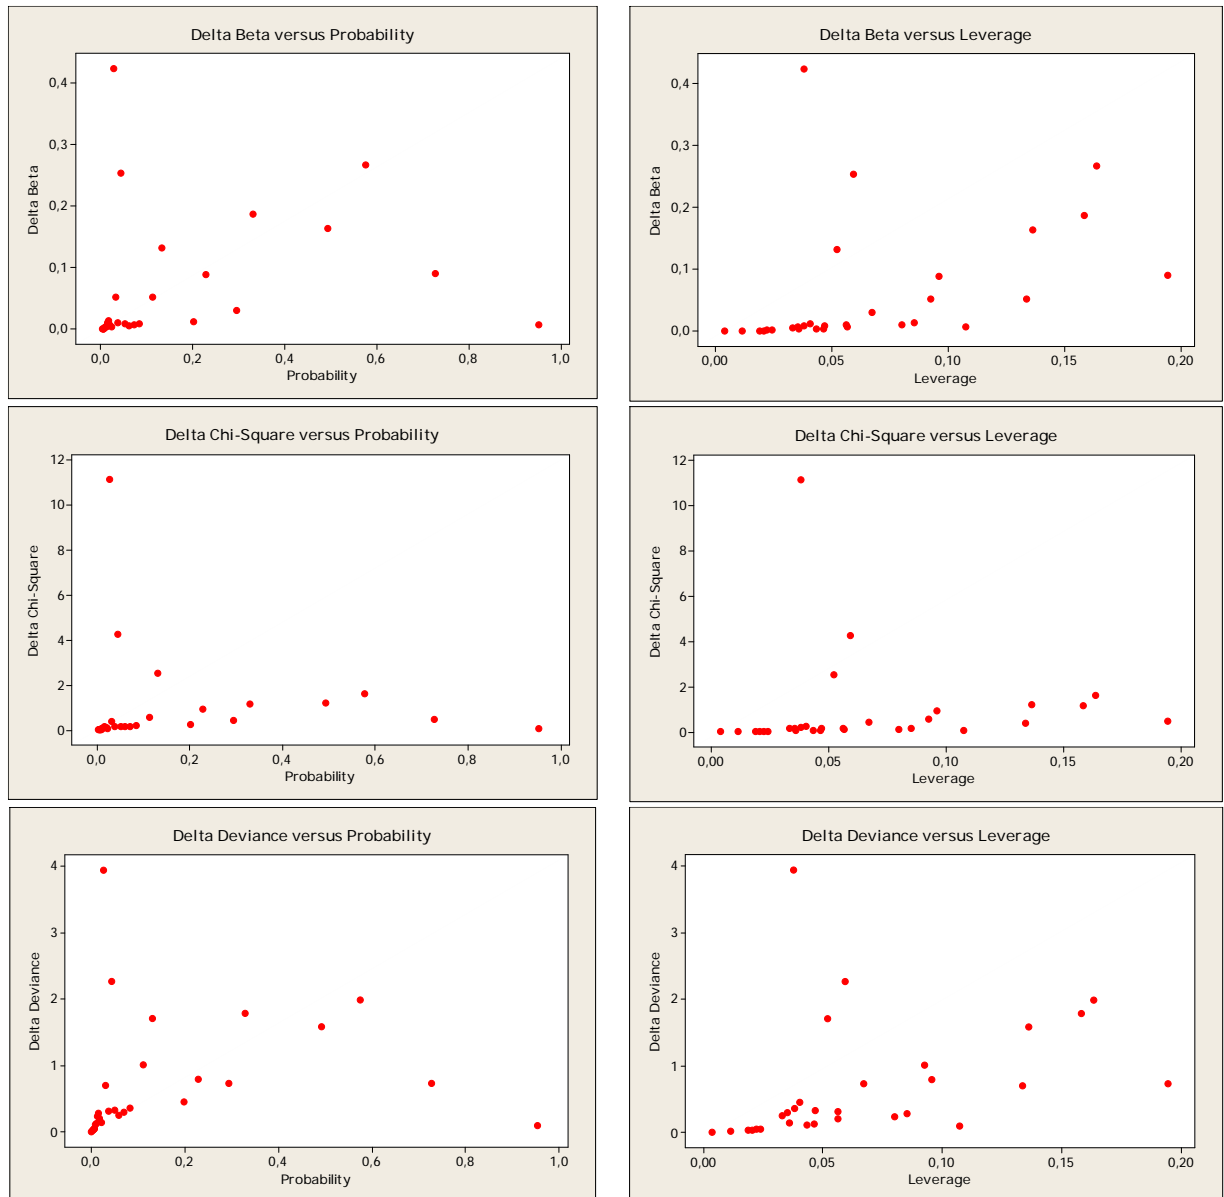 Delta Beta versus Probability
0,4
0,3
0,2
0,1
0,0
Delta Beta
0,0 0,2 0,4 0,6 0,8 1,0
Probability
Delta Beta versus Leverage
0,4
0,3
0,2
0,1
0,0
Delta Beta
0,00 0,05 0,10 0,15 0,20
Leverage
Delta Chi-Square versus Probability
12
10
8
6
4
2
0
Delta Chi-Square
0,0 0,2 0,4 0,6 0,8 1,0
Probability
Delta Chi-Square versus Leverage
12
10
8
6
4
2
0
Delta Chi-Square
0,00 0,05 0,10 0,15 0,20
Leverage
Delta Deviance versus Probability
4
3
2
1
0
Delta Deviance
0,0 0,2 0,4 0,6 0,8 1,0
Probability
Delta Deviance versus Leverage
4
3
2
1
0
Delta Deviance
0,00 0,05 0,10 0,15 0,20
Leverage